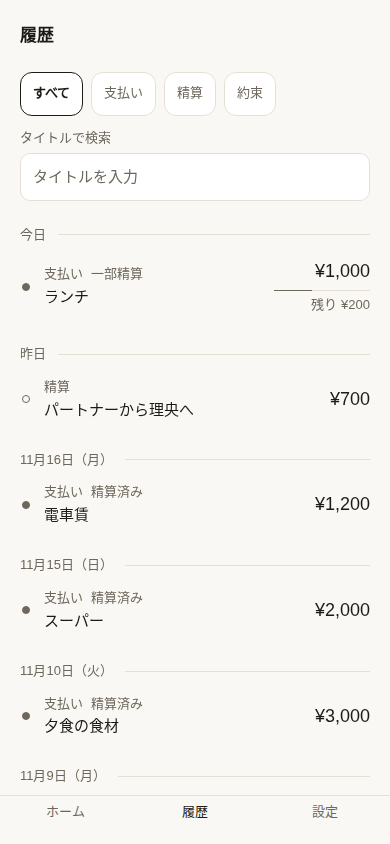 履歴
すべて 支払い 精算 約束
タイトルで検索
タイトルを入力
今日
支払い 一部精算
ランチ
¥1,000
残り ¥200
昨日
精算
パートナーから理央へ
¥700
11月16日（月）
支払い 精算済み
電車賃
¥1,200
11月15日（日）
支払い 精算済み
スーパー
¥2,000
11月10日（火）
支払い 精算済み
夕食の食材
¥3,000
11月9日（月）
ホーム 履歴 設定